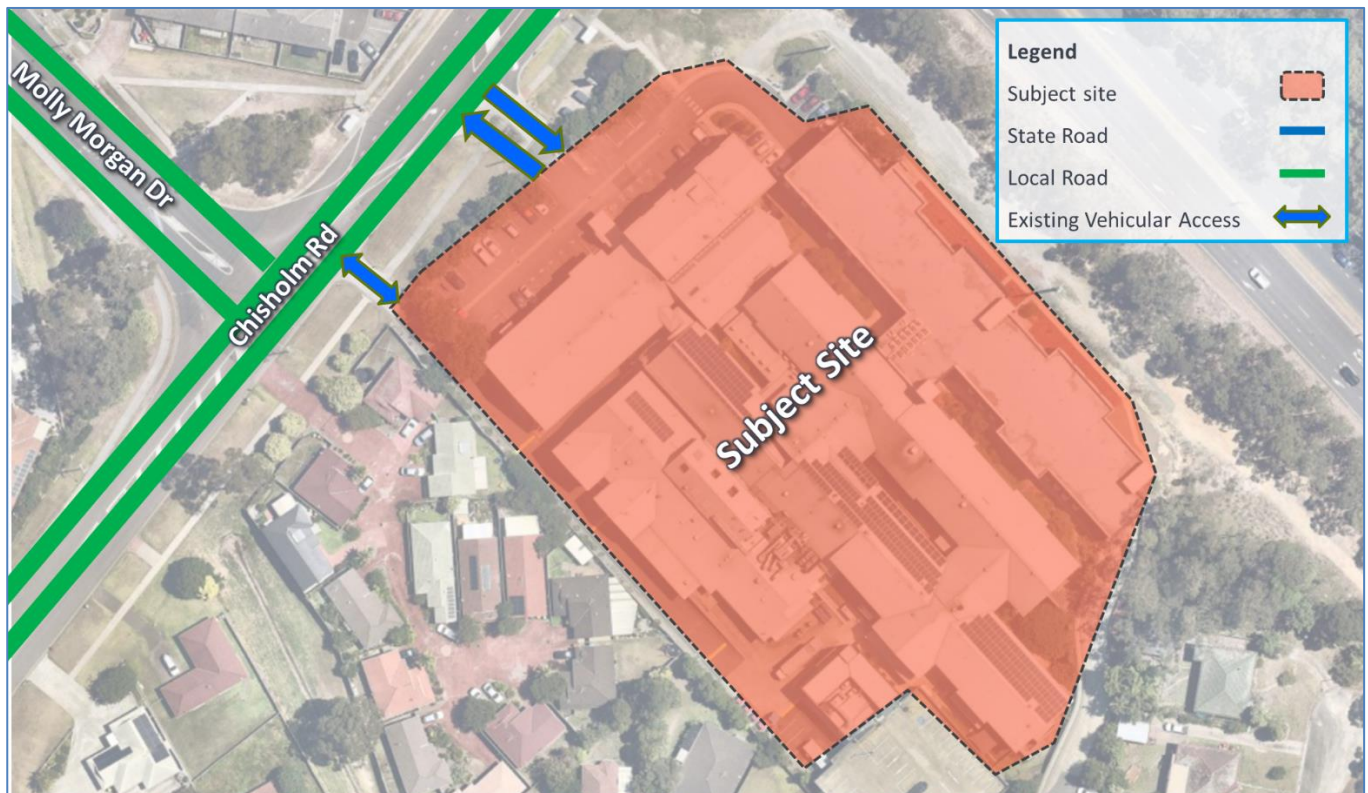 Molly Morgan Dr
Chisholm Rd
Subject Site
Legend
Subject site
State Road
Local Road
Existing Vehicular Access